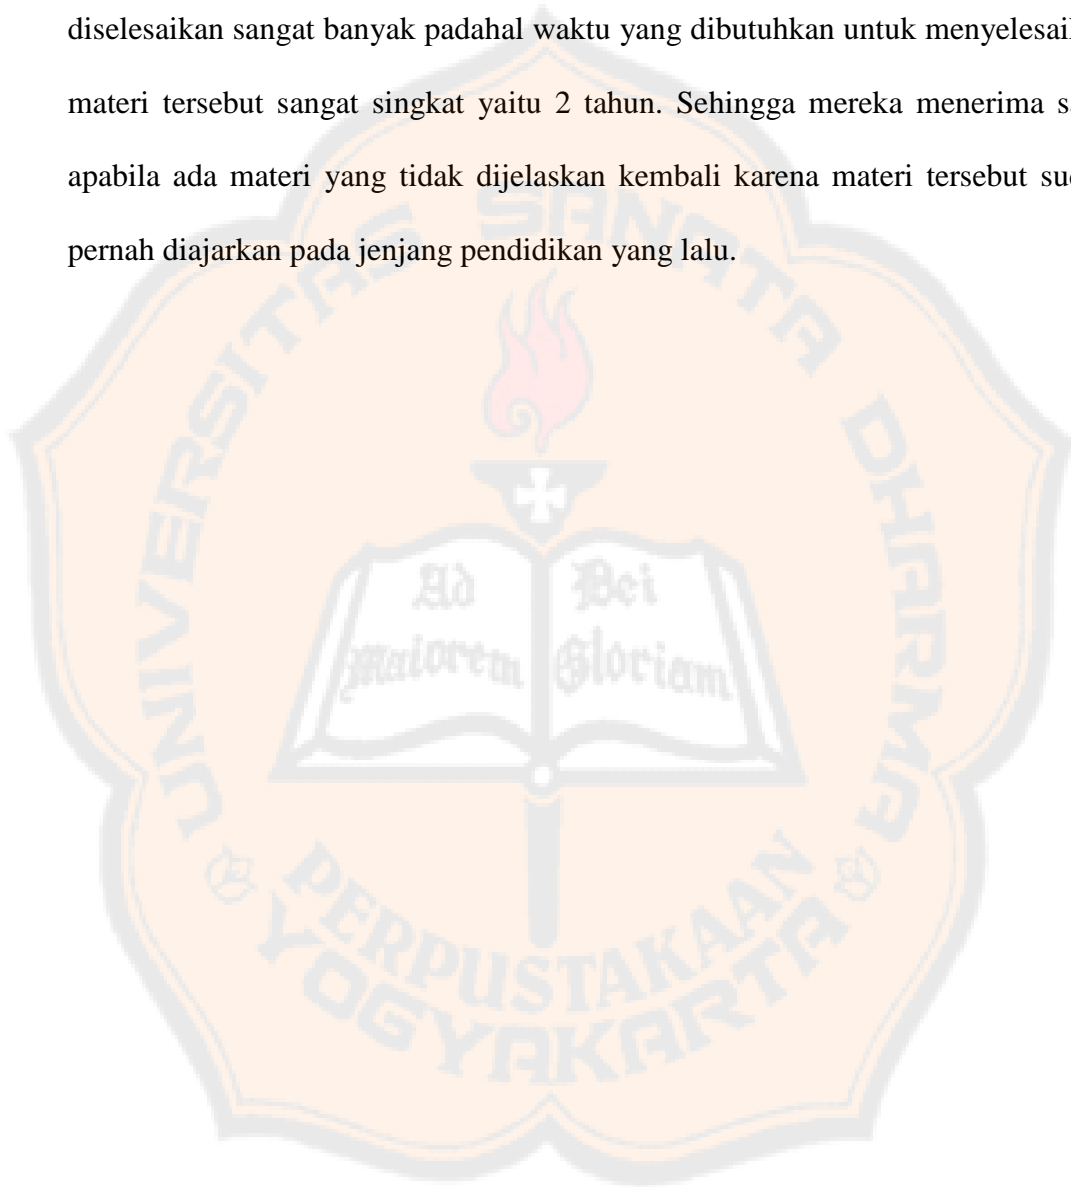 diselesaikan sangat banyak padahal waktu yang dibutuhkan untuk
materi tersebut sangat singkat yaitu 2 tahun. Sehingga mereka menerima
apabila ada materi yang tidak dijelaskan kembali karena materi tersebut
pernah diajarkan pada jenjang pendidikan yang lalu.
UNIVERSITAS SANATA DHARMA
Ad Dei
Maiorem Gloriam
PERPUSTAKAAN
YOGYAKARTA